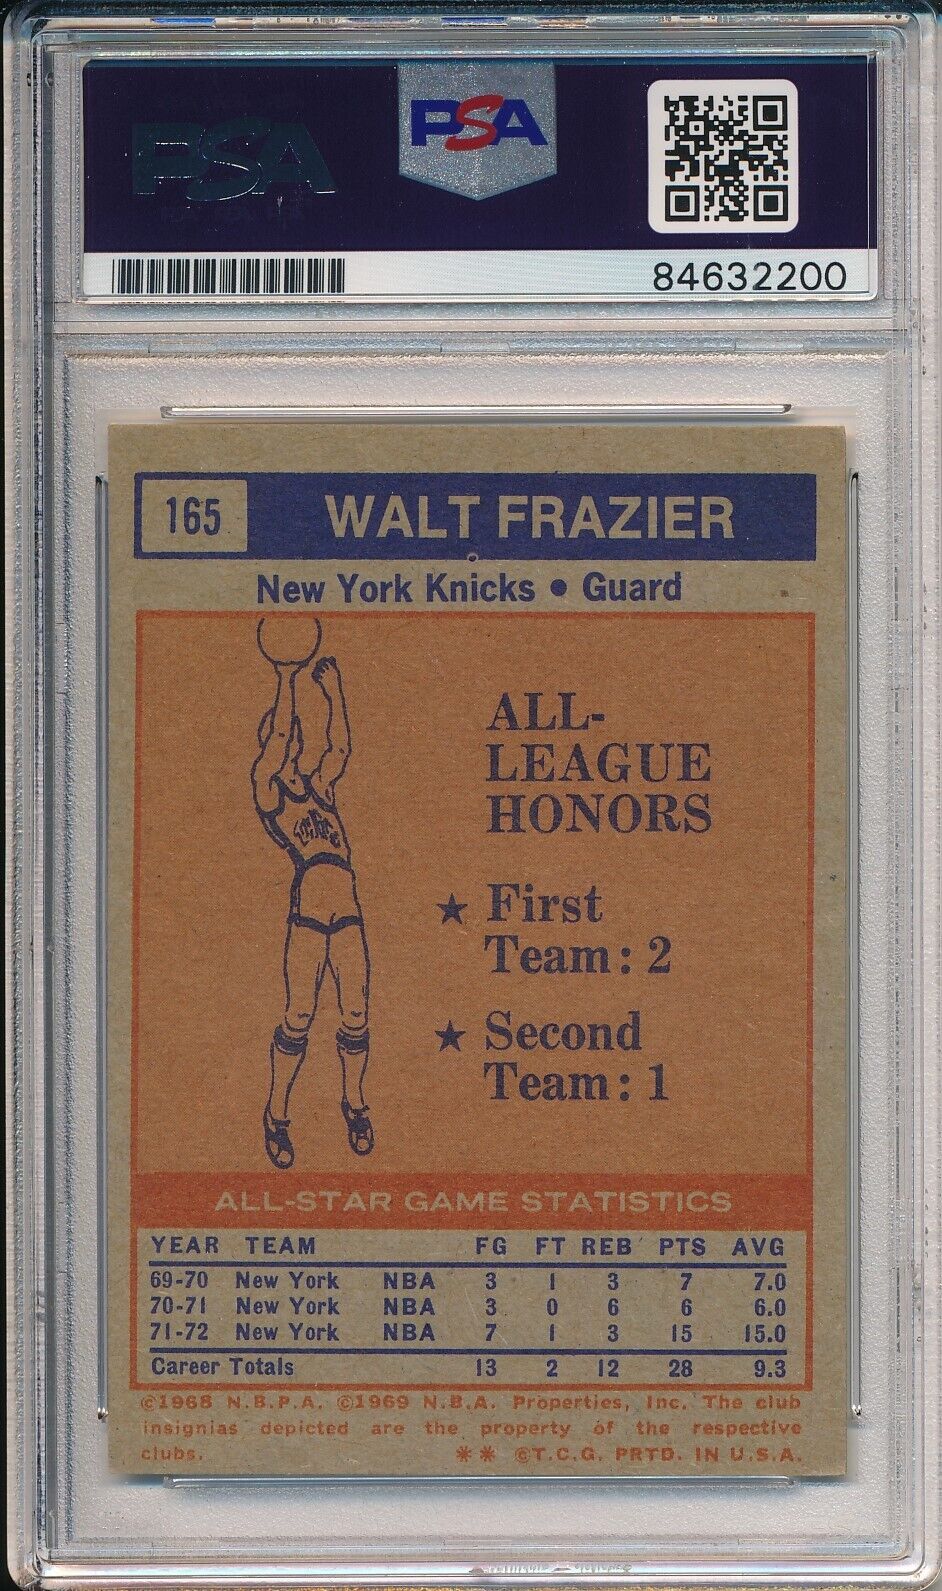 PSA
PSA
84632200
165 WALT FRAZIER
New York Knicks • Guard
ALL-
LEAGUE
HONORS
★ First
Team: 2
★ Second
Team: 1
ALL-STAR GAME STATISTICS
YEAR TEAM FG FT REB PTS AVG
69-70 New York NBA 3 1 3 7 7.0
70-71 New York NBA 3 0 6 6 6.0
71-72 New York NBA 7 1 3 15 15.0
Career Totals 13 2 12 28 9.3
©1968 N.B.P.A. ©1969 N.B.A. Properties, Inc. The club
insignias depicted are the property of the respective
clubs. ** ©T.C.G. PRTD. IN U.S.A.